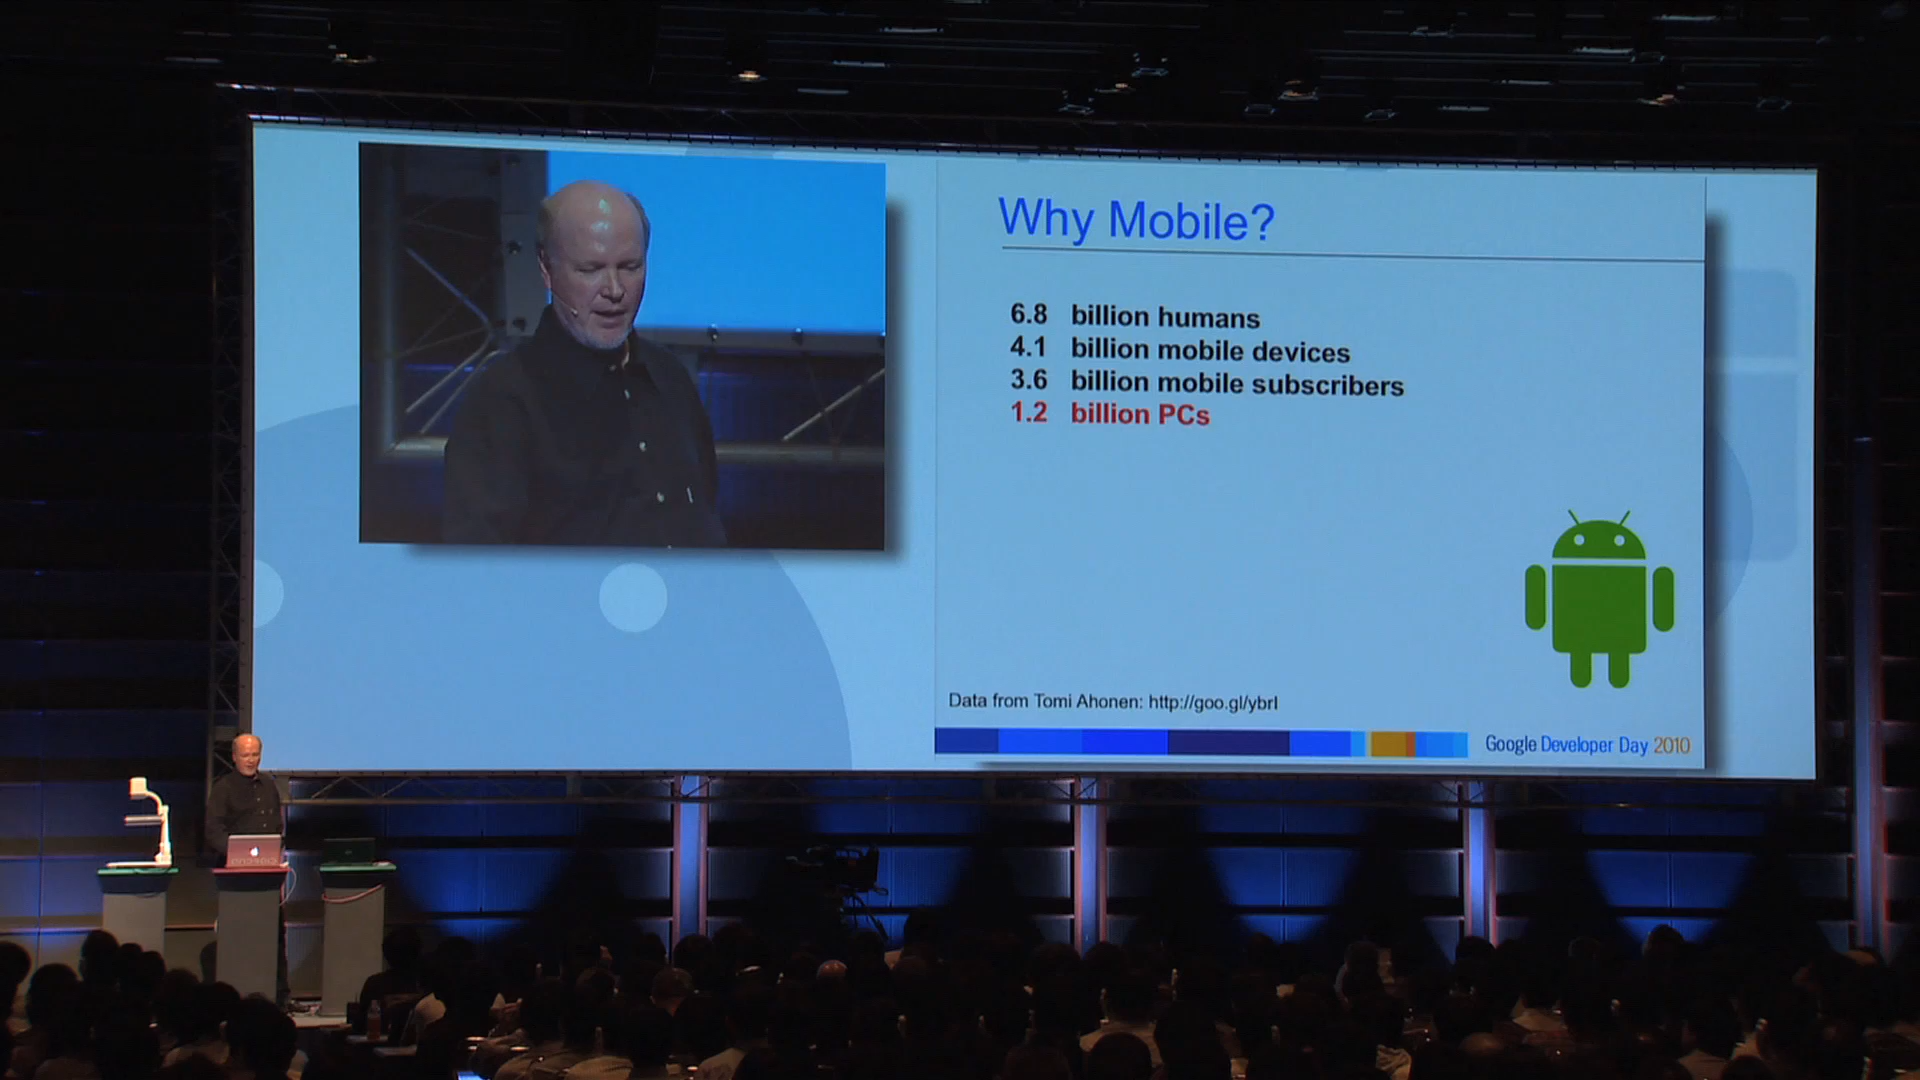 Why Mobile?
6.8 billion humans
4.1 billion mobile devices
3.6 billion mobile subscribers
1.2 billion PCs
Data from Tomi Ahonen: http://goo.gl/ybrI
Google Developer Day 2010